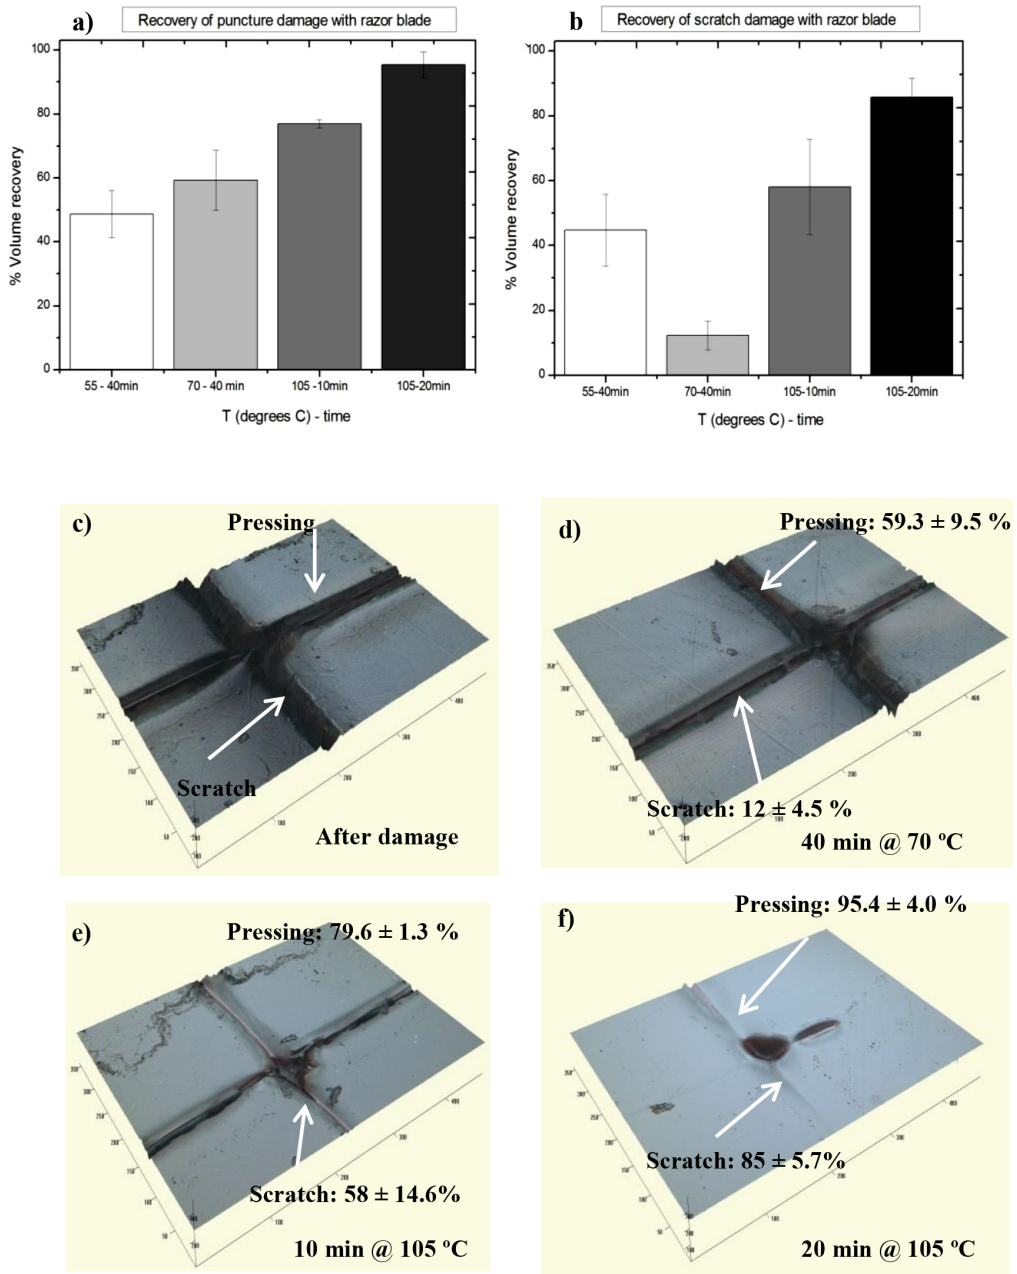 a)
Recovery of puncture damage with razor blade
100
80
60
40
20
0
% Volume recovery
55 - 40min
70 - 40 min
105 -10min
105-20min
T (degrees C) - time
b
Recovery of scratch damage with razor blade
100
80
60
40
20
0
% Volume recovery
55-40min
70-40min
105-10min
105-20min
T (degrees C) - time
c)
Pressing
Scratch
After damage
d)
Pressing: 59.3 ± 9.5 %
Scratch: 12 ± 4.5 %
40 min @ 70 ºC
e)
Pressing: 79.6 ± 1.3 %
Scratch: 58 ± 14.6%
10 min @ 105 ºC
f)
Pressing: 95.4 ± 4.0 %
Scratch: 85 ± 5.7%
20 min @ 105 ºC